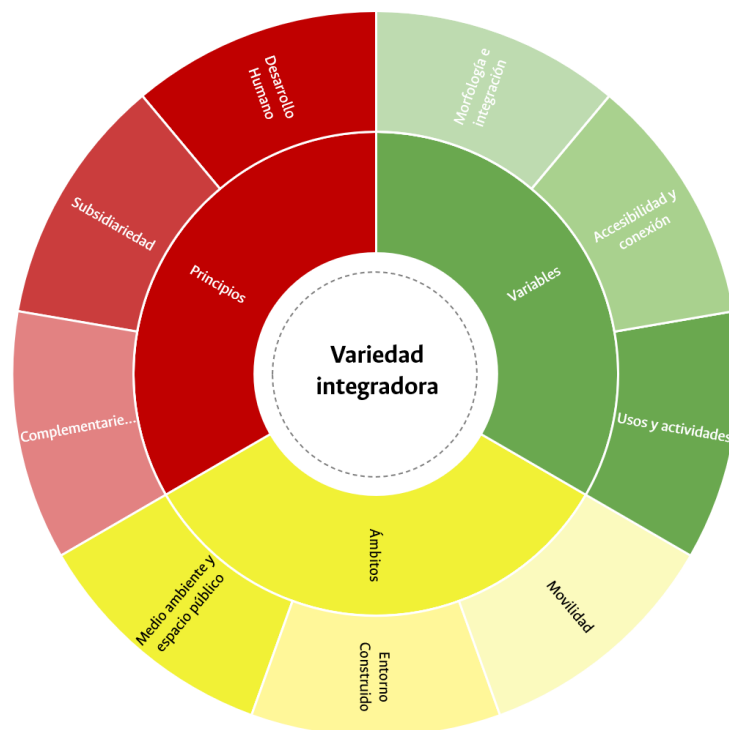 Variedad
integradora
Principios
Desarrollo
Humano
Subsidiariedad
Complementarie...
Variables
Morfología e
integración
Accesibilidad y
conexión
Usos y actividades
Ámbitos
Movilidad
Entorno
Construido
Medio ambiente y
espacio público